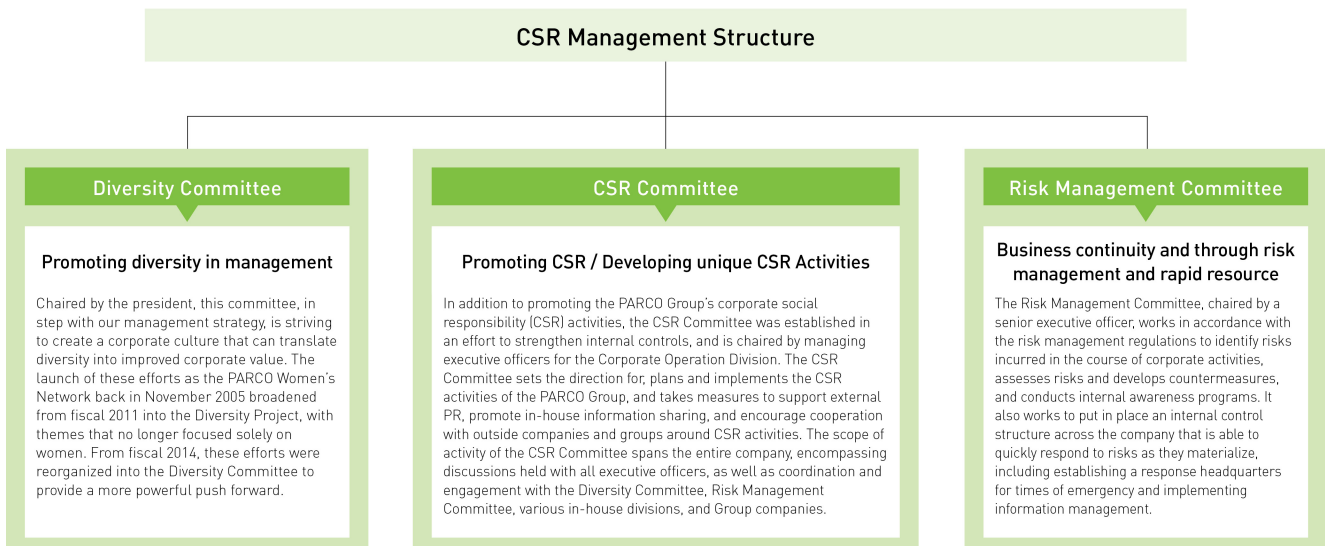 CSR Management Structure
Diversity Committee
Promoting diversity in management
Chaired by the president, this committee, in
step with our management strategy, is striving
to create a corporate culture that can translate
diversity into improved corporate value. The
launch of these efforts as the PARCO Women's
Network back in November 2005 broadened
from fiscal 2011 into the Diversity Project, with
themes that no longer focused solely on
women. From fiscal 2014, these efforts were
reorganized into the Diversity Committee to
provide a more powerful push forward.
CSR Committee
Promoting CSR / Developing unique CSR Activities
In addition to promoting the PARCO Group's corporate social
responsibility (CSR) activities, the CSR Committee was established in
an effort to strengthen internal controls, and is chaired by managing
executive officers for the Corporate Operation Division. The CSR
Committee sets the direction for, plans and implements the CSR
activities of the PARCO Group, and takes measures to support external
PR, promote in-house information sharing, and encourage cooperation
with outside companies and groups around CSR activities. The scope of
activity of the CSR Committee spans the entire company, encompassing
discussions held with all executive officers, as well as coordination and
engagement with the Diversity Committee, Risk Management
Committee, various in-house divisions, and Group companies.
Risk Management Committee
Business continuity and through risk
management and rapid resource
The Risk Management Committee, chaired by a
senior executive officer, works in accordance with
the risk management regulations to identify risks
incurred in the course of corporate activities,
assesses risks and develops countermeasures,
and conducts internal awareness programs. It
also works to put in place an internal control
structure across the company that is able to
quickly respond to risks as they materialize,
including establishing a response headquarters
for times of emergency and implementing
information management.